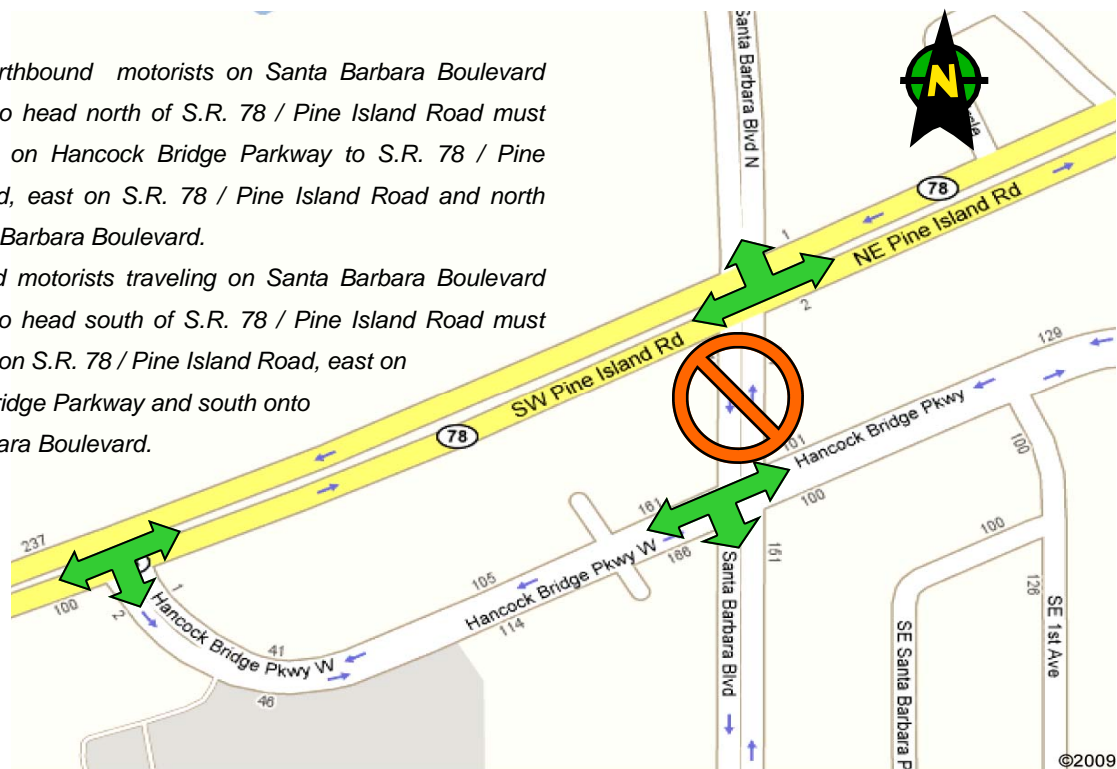 rthbound motorists on Santa Barbara Boulevard
o head north of S.R. 78 / Pine Island Road must
on Hancock Bridge Parkway to S.R. 78 / Pine
d, east on S.R. 78 / Pine Island Road and north
Barbara Boulevard.
d motorists traveling on Santa Barbara Boulevard
o head south of S.R. 78 / Pine Island Road must
on S.R. 78 / Pine Island Road, east on
ridge Parkway and south onto
ara Boulevard.
Santa Barbara Blvd N
N
78
NE Pine Island Rd
1
2
SW Pine Island Rd
78
129
Hancock Bridge Pkwy
101
100
100
161
166
151
Hancock Bridge Pkwy W
105
114
237
100
1
2
Hancock Bridge Pkwy W
41
46
Santa Barbara Blvd
100
128
SE 1st Ave
SE Santa Barbara P
©2009